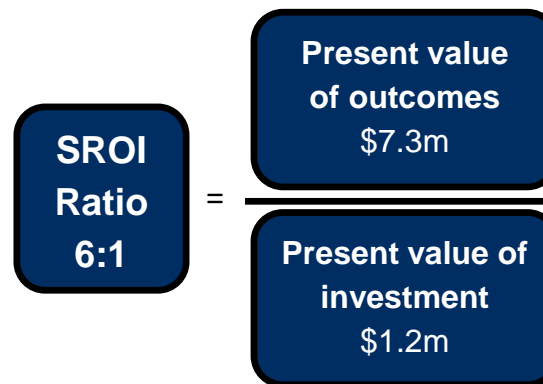 SROI
Ratio
6:1
=
Present value
of outcomes
$7.3m
Present value of
investment
$1.2m